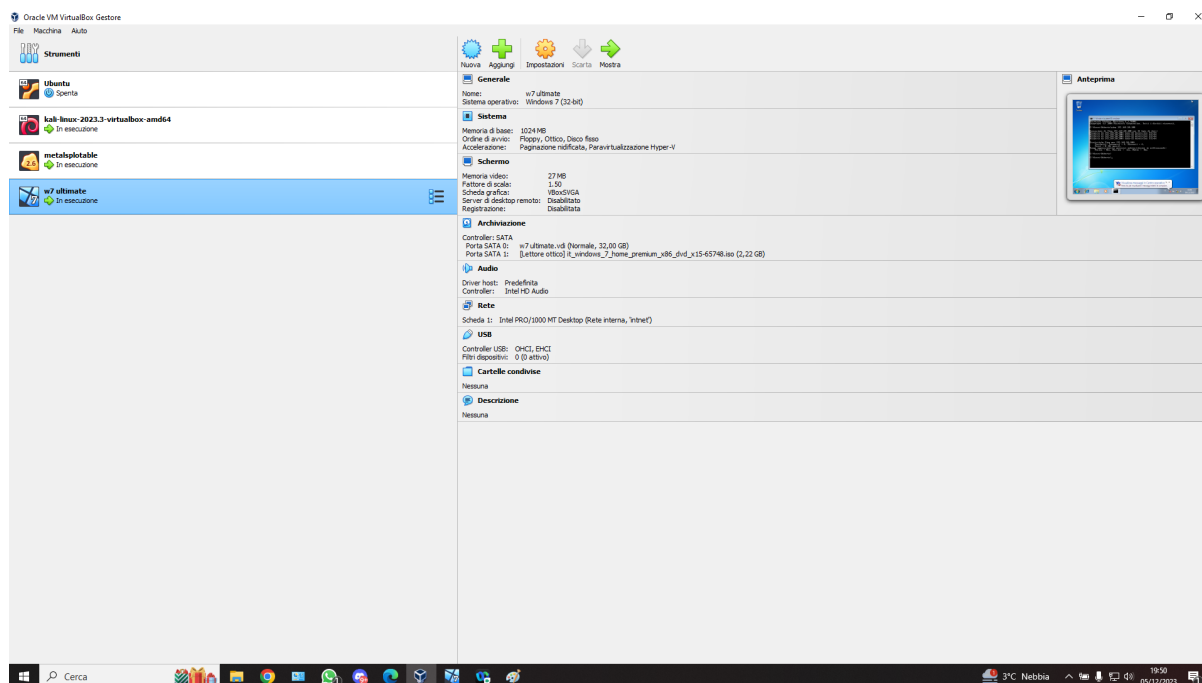 Oracle VM VirtualBox Gestore
File Macchina Aiuto
Strumenti
Nuova Aggiungi Impostazioni Scarta Mostra
Ubuntu
Spenta
kali-linux-2023.3-virtualbox-amd64
In esecuzione
metalsplotable
In esecuzione
2.6
w7 ultimate
In esecuzione
Generale
Nome: w7 ultimate
Sistema operativo: Windows 7 (32-bit)
Sistema
Memoria di base: 1024 MB
Ordine di avvio: Floppy, Ottico, Disco fisso
Accelerazione: Paginazione nidificata, Paravirtualizzazione Hyper-V
Schermo
Memoria video: 27 MB
Fattore di scala: 1.50
Scheda grafica: VBoxSVGA
Server di desktop remoto: Disabilitato
Registrazione: Disabilitata
Archiviazione
Controller: SATA
Porta SATA 0: w7 ultimate.vdi (Normale, 32,00 GB)
Porta SATA 1: [Lettore ottico] it_windows_7_home_premium_x86_dvd_x15-65748.iso (2,22 GB)
Audio
Driver host: Predefinita
Controller: Intel HD Audio
Rete
Scheda 1: Intel PRO/1000 MT Desktop (Rete interna, 'intnet')
USB
Controller USB: OHCI, EHCI
Filtri dispositivi: 0 (0 attivo)
Cartelle condivise
Nessuna
Descrizione
Nessuna
Anteprima
Cerca
3°C Nebbia
19:50
05/12/2023